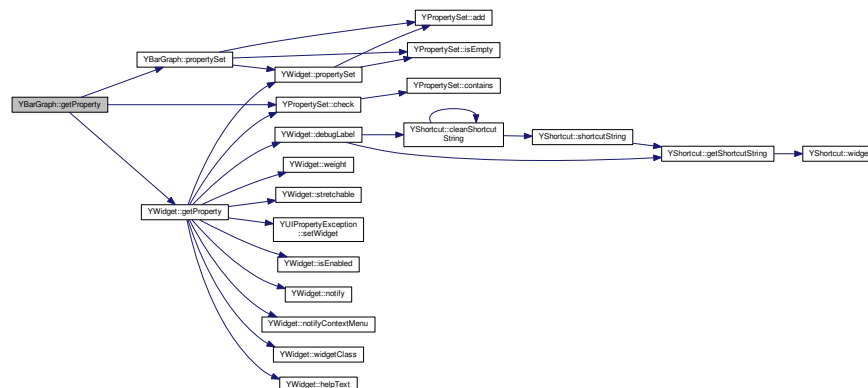 YPropertySet::add
YBarGraph::propertySet
YPropertySet::isEmpty
YWidget::propertySet
YPropertySet::contains
YBarGraph::getProperty
YPropertySet::check
YShortcut::cleanShortcut
String
YWidget::debugLabel
YShortcut::shortcutString
YShortcut::getShortcutString
YShortcut::widge
YWidget::weight
YWidget::stretchable
YWidget::getProperty
YUIPropertyException
::setWidget
YWidget::isEnabled
YWidget::notify
YWidget::notifyContextMenu
YWidget::widgetClass
YWidget::helpText